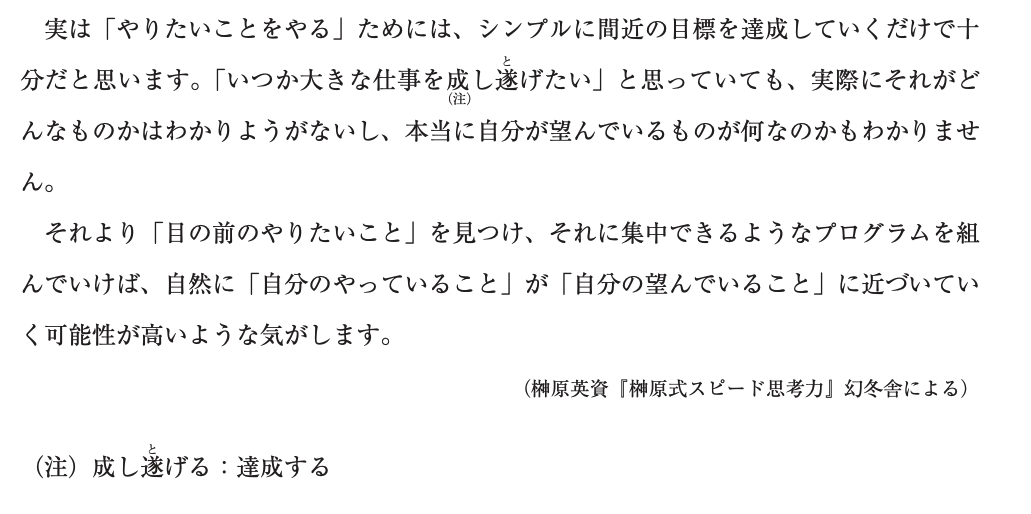 実は「やりたいことをやる」ためには、シンプルに間近の目標を達成していくだけで十
分だと思います。「いつか大きな仕事を成し遂げたい」と思っていても、実際にそれがど
と
（注）
んなものかはわかりようがないし、本当に自分が望んでいるものが何なのかもわかりませ
ん。
　それより「目の前のやりたいこと」を見つけ、それに集中できるようなプログラムを組
んでいけば、自然に「自分のやっていること」が「自分の望んでいること」に近づいてい
く可能性が高いような気がします。
（榊原英資『榊原式スピード思考力』幻冬舎による）
と
（注）成し遂げる：達成する